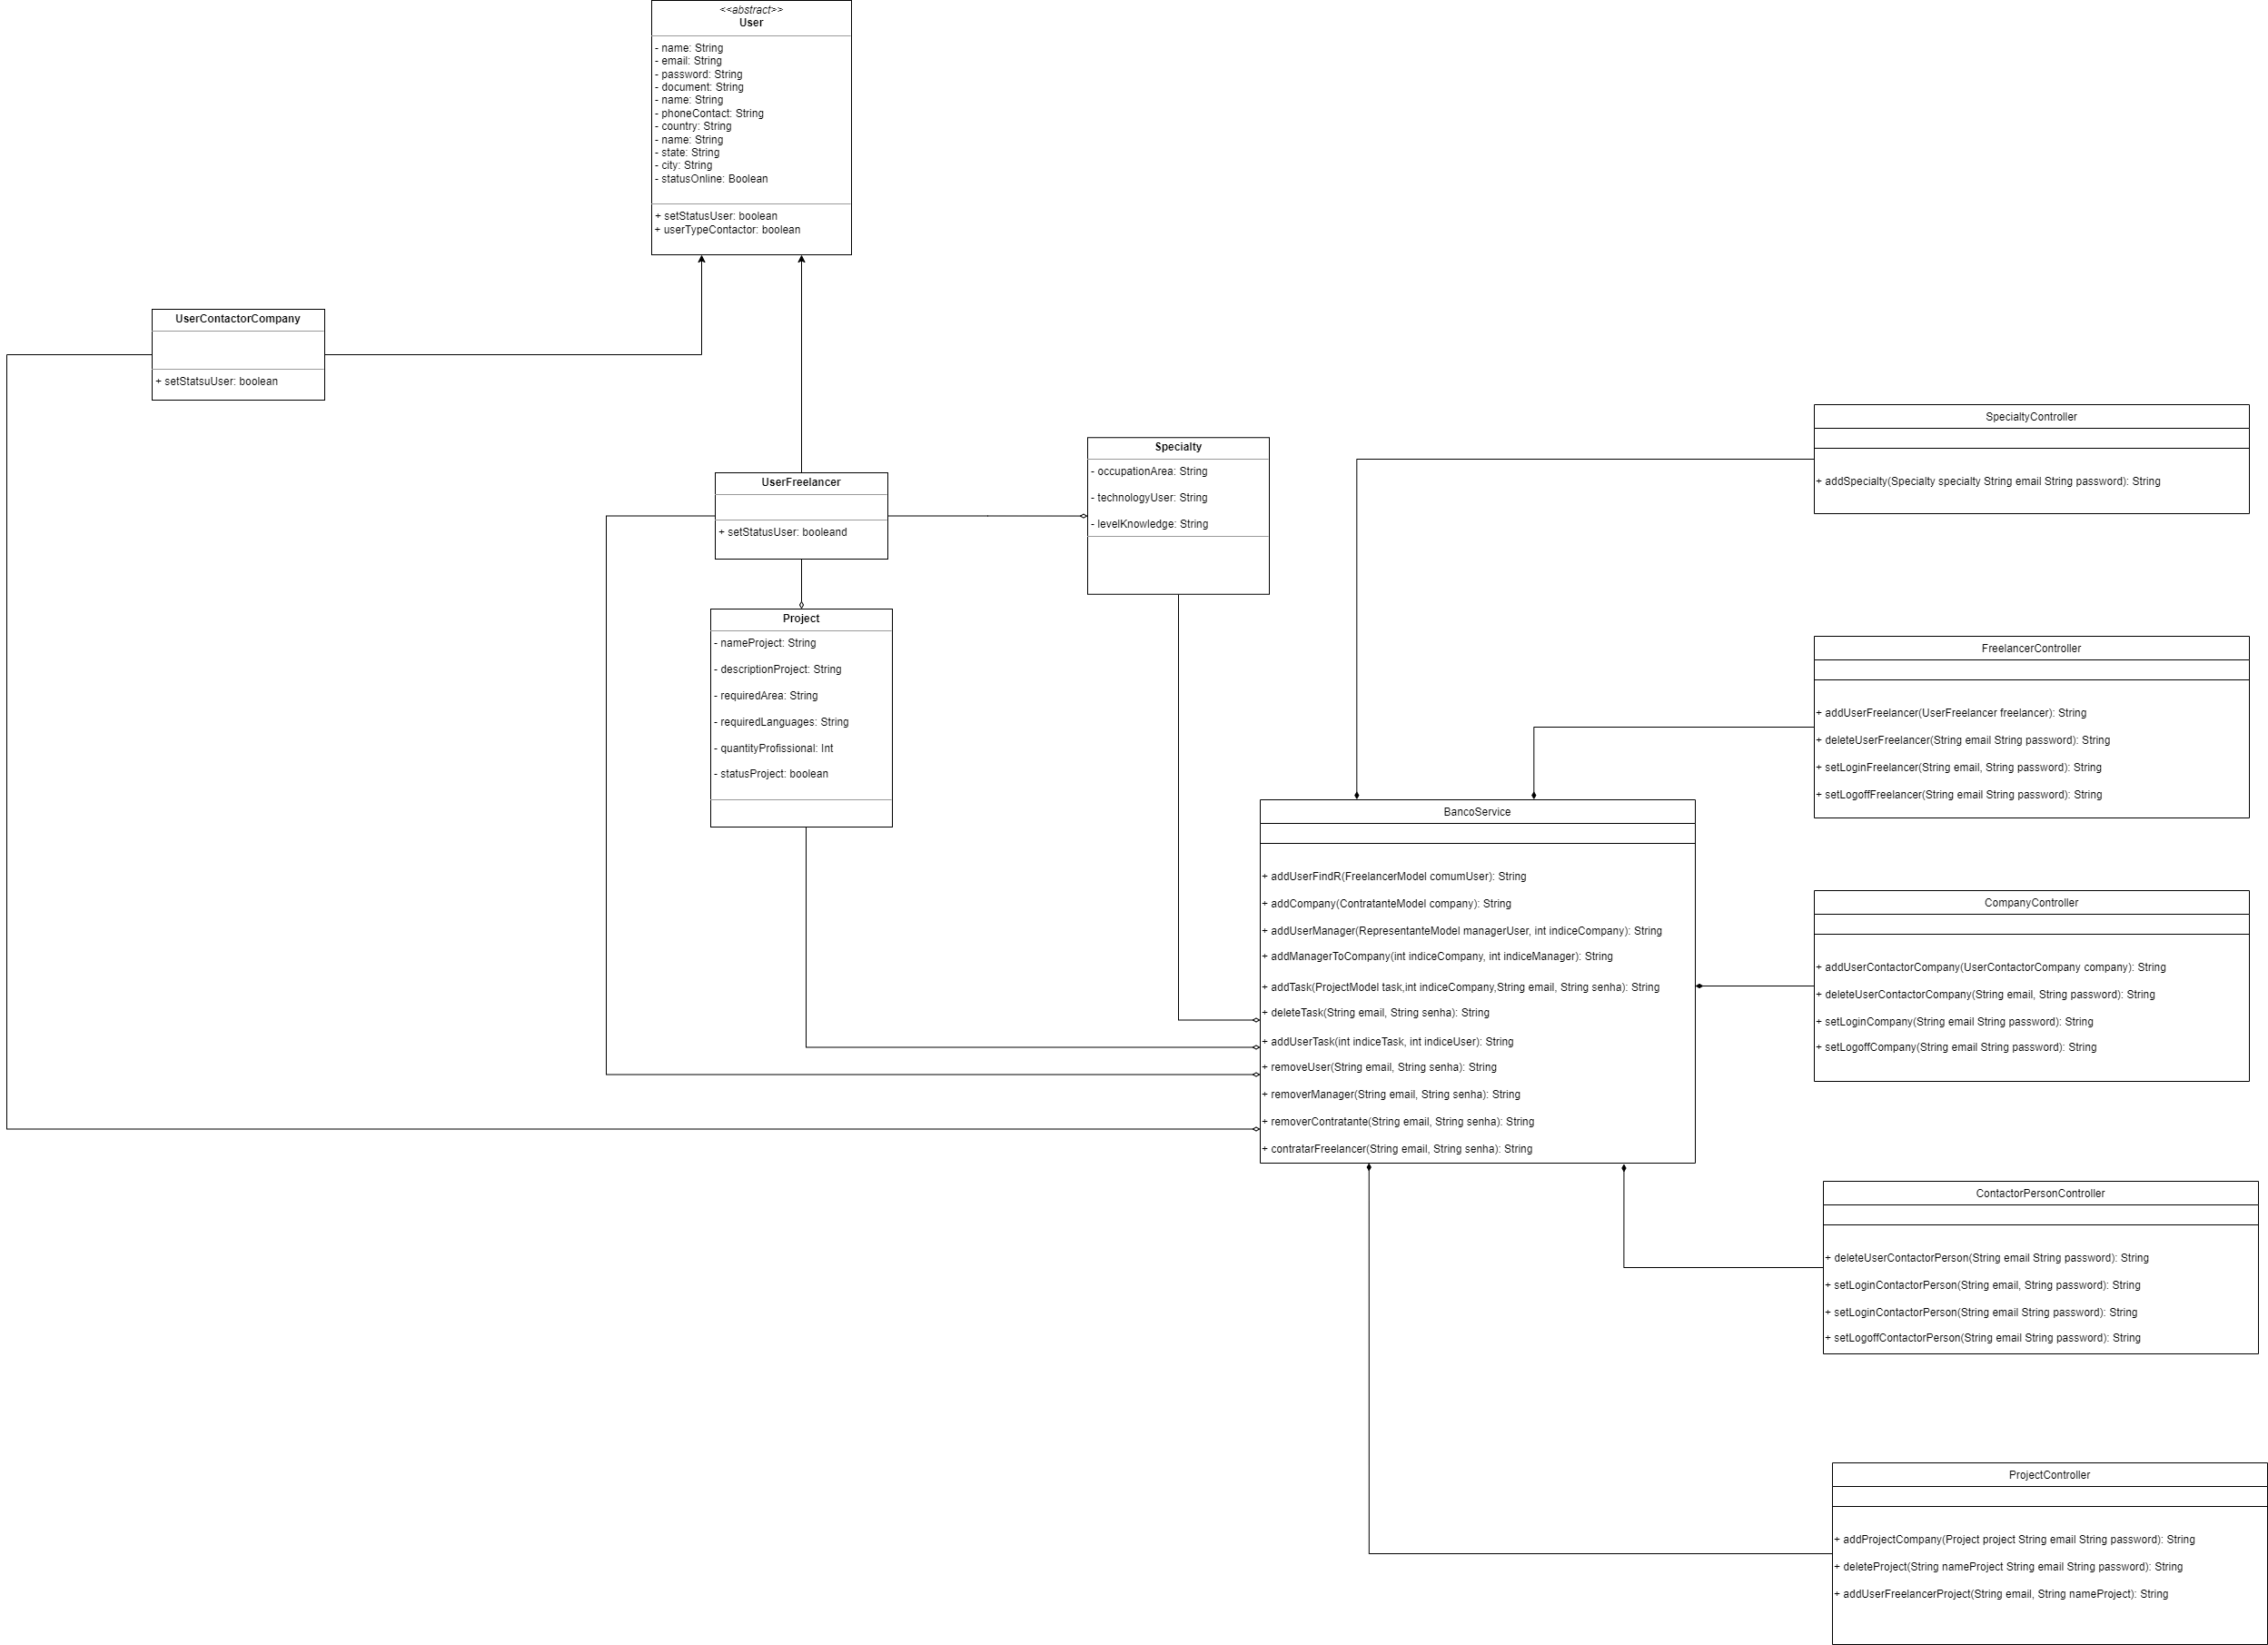 <<abstract>>
User
- name: String
- email: String
- password: String
- document: String
- name: String
- phoneContact: String
- country: String
- name: String
- state: String
- city: String
- statusOnline: Boolean
+ setStatusUser: boolean
+ userTypeContactor: boolean
UserContactorCompany
+ setStatsuUser: boolean
UserFreelancer
+ setStatusUser: booleand
Specialty
- occupationArea: String
- technologyUser: String
- levelKnowledge: String
Project
- nameProject: String
- descriptionProject: String
- requiredArea: String
- requiredLanguages: String
- quantityProfissional: Int
- statusProject: boolean
BancoService
+ addUserFindR(FreelancerModel comumUser): String
+ addCompany(ContratanteModel company): String
+ addUserManager(RepresentanteModel managerUser, int indiceCompany): String
+ addManagerToCompany(int indiceCompany, int indiceManager): String
+ addTask(ProjectModel task,int indiceCompany,String email, String senha): String
+ deleteTask(String email, String senha): String
+ addUserTask(int indiceTask, int indiceUser): String
+ removeUser(String email, String senha): String
+ removerManager(String email, String senha): String
+ removerContratante(String email, String senha): String
+ contratarFreelancer(String email, String senha): String
SpecialtyController
+ addSpecialty(Specialty specialty String email String password): String
FreelancerController
+ addUserFreelancer(UserFreelancer freelancer): String
+ deleteUserFreelancer(String email String password): String
+ setLoginFreelancer(String email, String password): String
+ setLogoffFreelancer(String email String password): String
CompanyController
+ addUserContactorCompany(UserContactorCompany company): String
+ deleteUserContactorCompany(String email, String password): String
+ setLoginCompany(String email String password): String
+ setLogoffCompany(String email String password): String
ContactorPersonController
+ deleteUserContactorPerson(String email String password): String
+ setLoginContactorPerson(String email, String password): String
+ setLoginContactorPerson(String email String password): String
+ setLogoffContactorPerson(String email String password): String
ProjectController
+ addProjectCompany(Project project String email String password): String
+ deleteProject(String nameProject String email String password): String
+ addUserFreelancerProject(String email, String nameProject): String